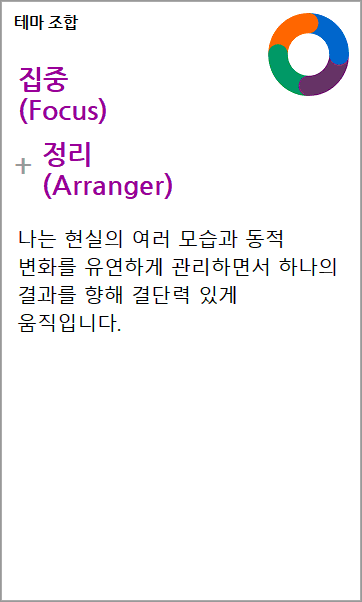 테마 조합
집중
(Focus)
+ 정리
(Arranger)
나는 현실의 여러 모습과 동적
변화를 유연하게 관리하면서 하나의
결과를 향해 결단력 있게
움직입니다.